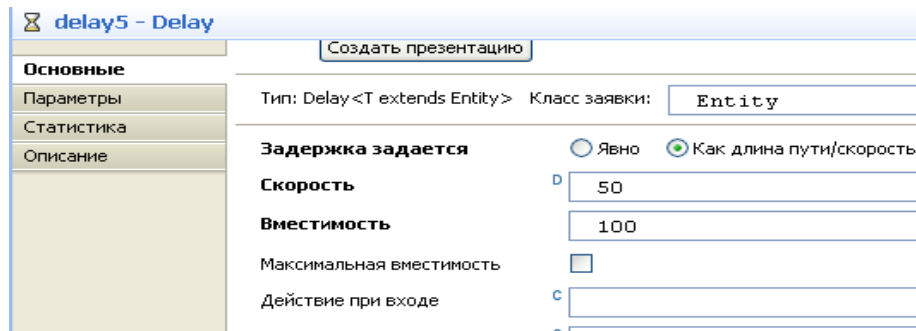 delay5 - Delay
Создать презентацию
Основные
Параметры
Тип: Delay<T extends Entity> Класс заявки: Entity
Статистика
Описание
Задержка задается Явно Как длина пути/скорость
Скорость D 50
Вместимость 100
Максимальная вместимость
Действие при входе C